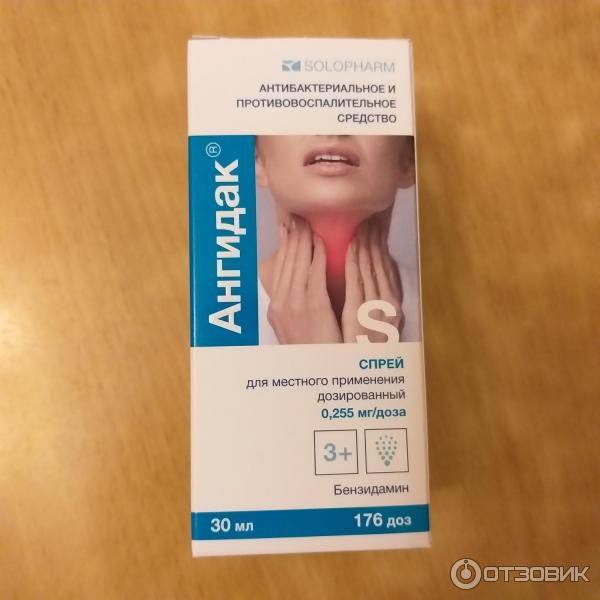 SOLOPHARM
АНТИБАКТЕРИАЛЬНОЕ И
ПРОТИВОВОСПАЛИТЕЛЬНОЕ
СРЕДСТВО
Ангидак®
S
СПРЕЙ
для местного применения
дозированный
0,255 мг/доза
3+
Бензидамин
30 мл 176 доз
ОТЗОВИК